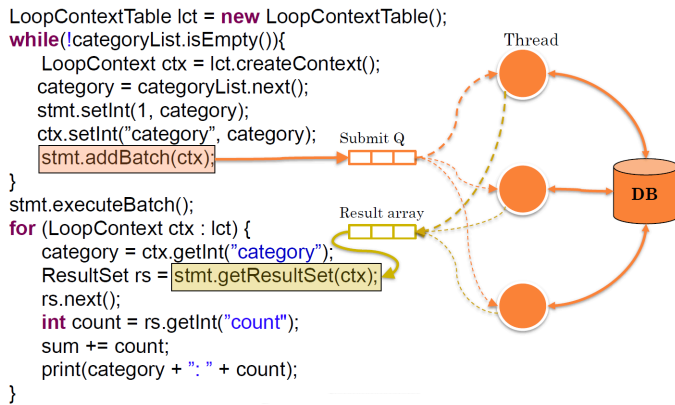 LoopContextTable lct = new LoopContextTable();
while(!categoryList.isEmpty()){
LoopContext ctx = lct.createContext();
category = categoryList.next();
stmt.setInt(1, category);
ctx.setInt(”category”, category);
stmt.addBatch(ctx);
}
stmt.executeBatch();
for (LoopContext ctx : lct) {
category = ctx.getInt(”category”);
ResultSet rs = stmt.getResultSet(ctx);
rs.next();
int count = rs.getInt(”count");
sum += count;
print(category + ”: ” + count);
}
Thread
Submit Q
Result array
DB